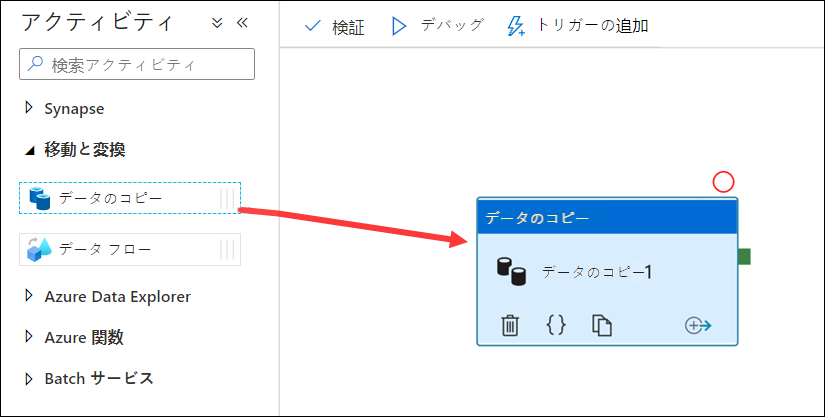 アクティビティ
検証 デバッグ トリガーの追加
検索アクティビティ
Synapse
移動と変換
データのコピー
データ フロー
Azure Data Explorer
Azure 関数
Batch サービス
データのコピー
データのコピー1